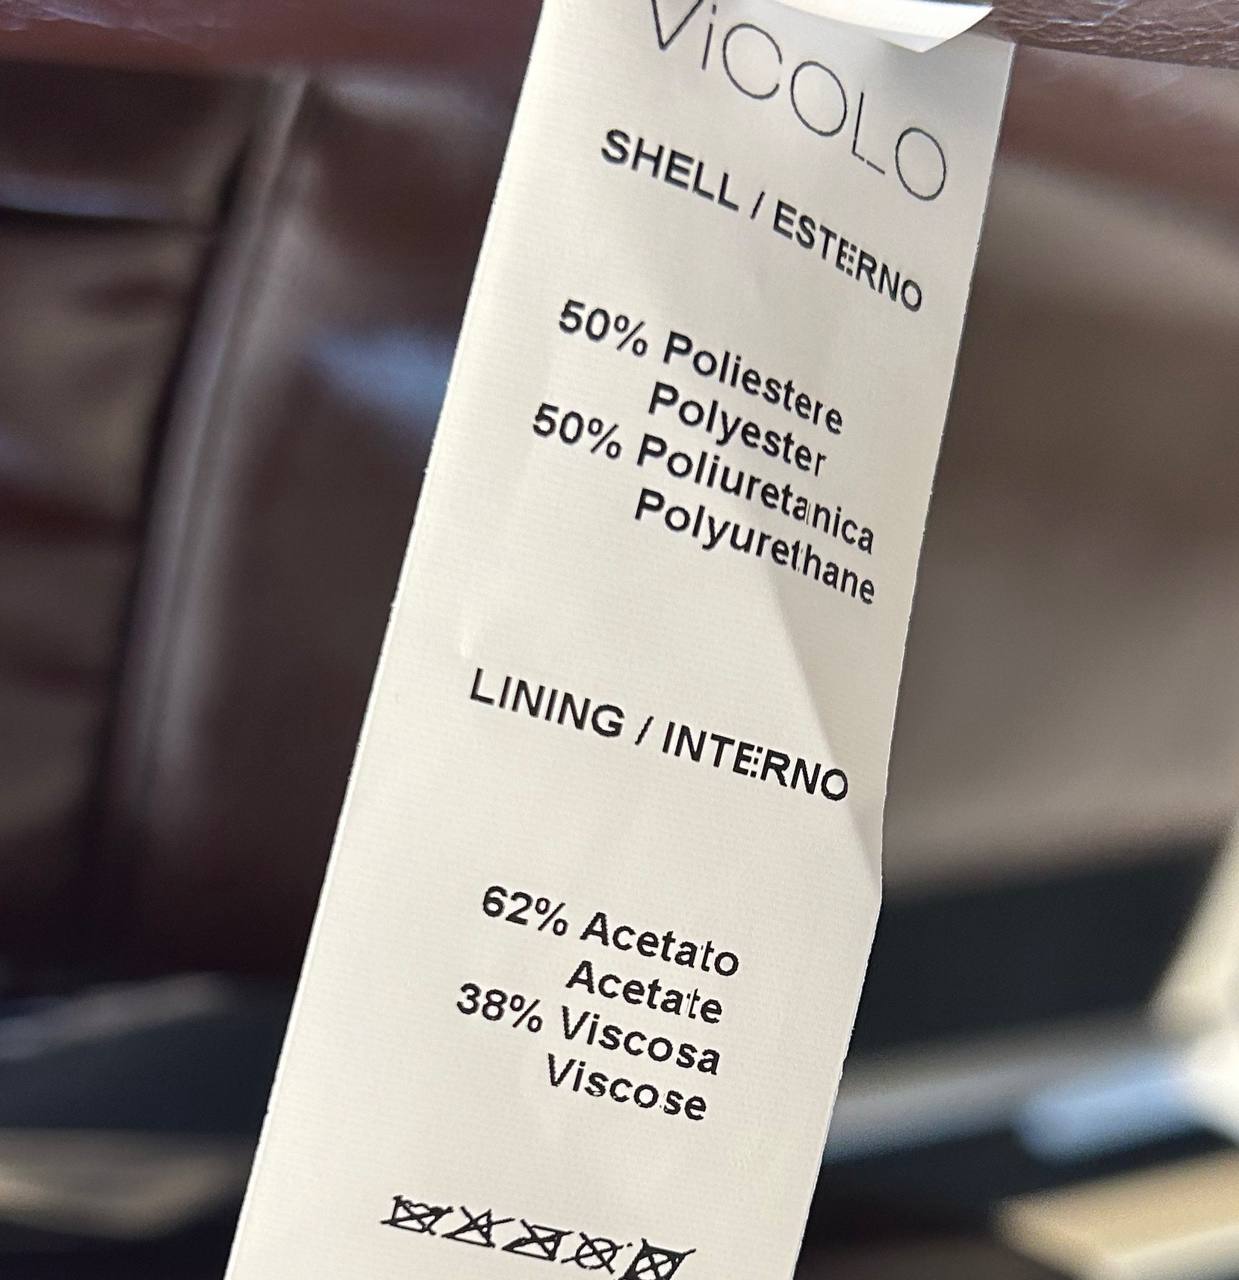 ViCOLO
SHELL / ESTERNO
50% Poliestere
Polyester
50% Poliuretanica
Polyurethane
LINING / INTERNO
62% Acetato
Acetate
38% Viscosa
Viscose